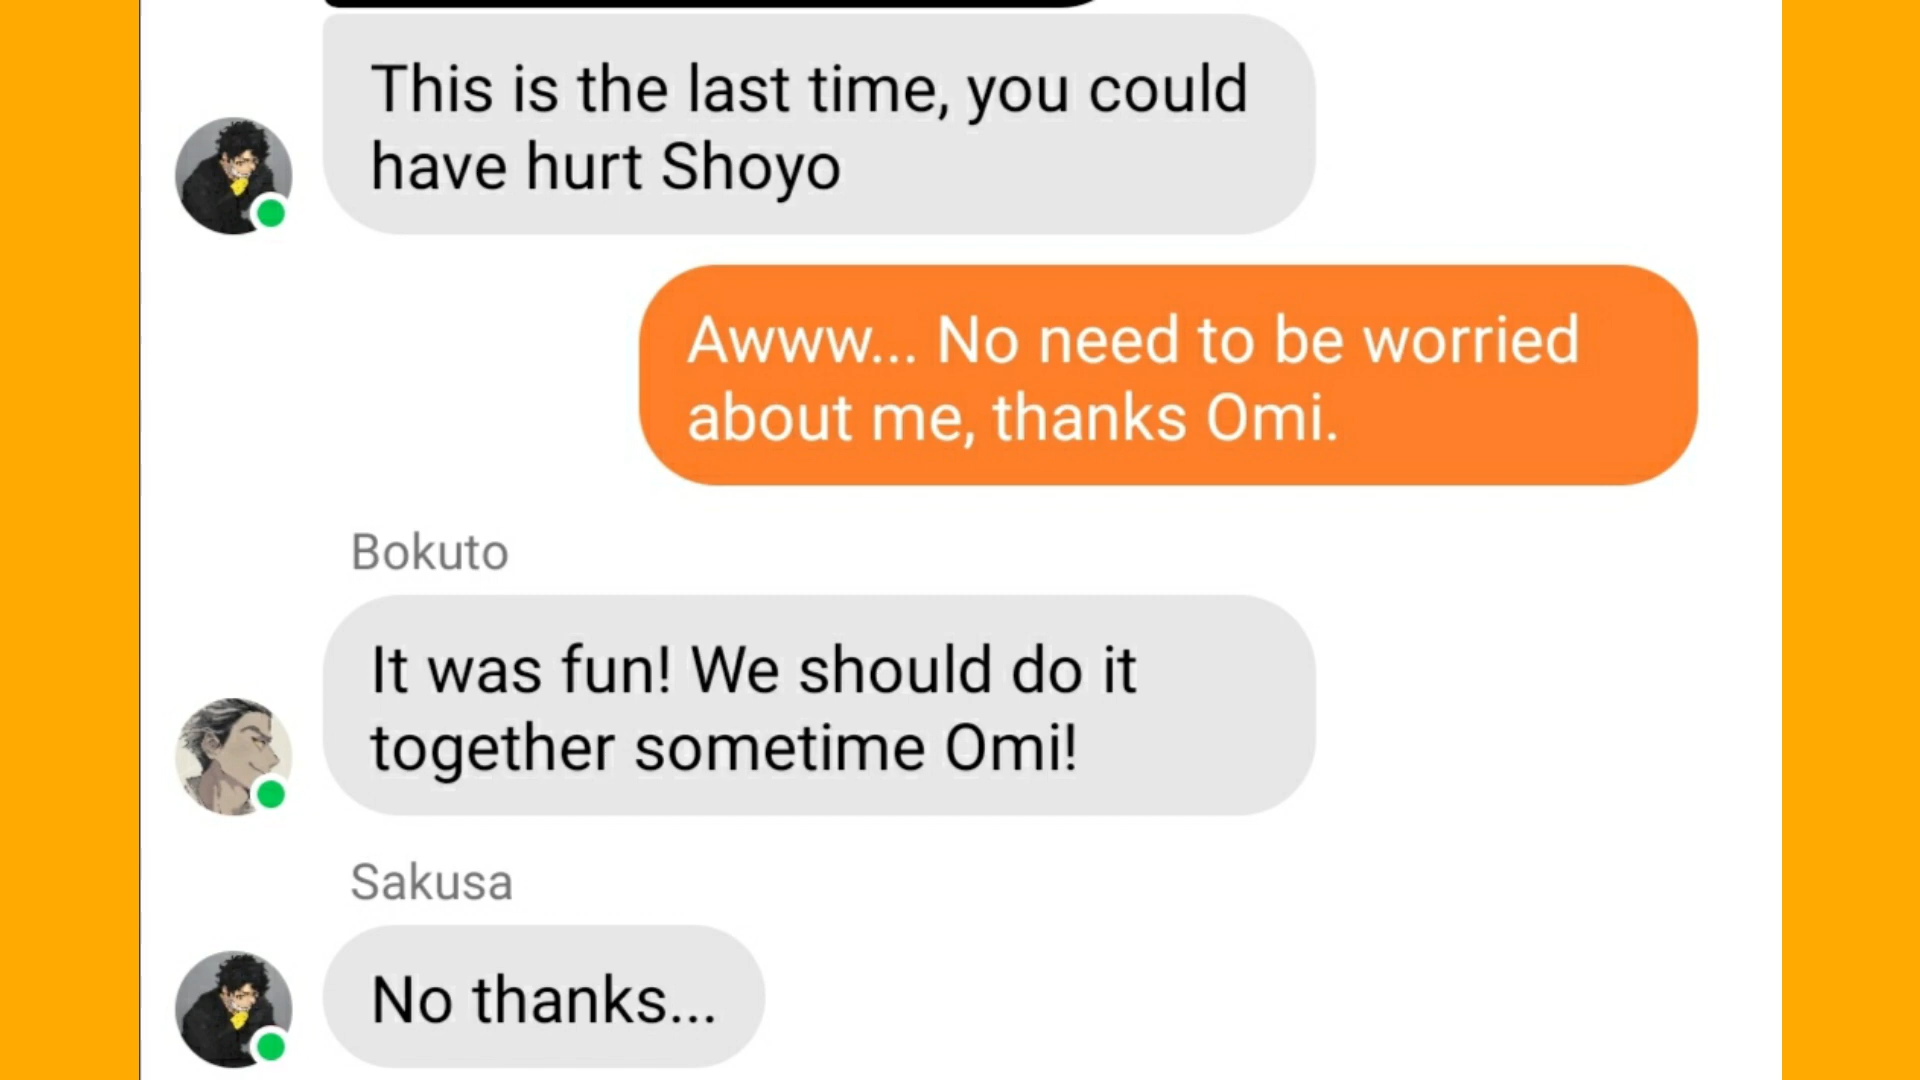 This is the last time, you could
have hurt Shoyo
Awww... No need to be worried
about me, thanks Omi.
Bokuto
It was fun! We should do it
together sometime Omi!
Sakusa
No thanks...